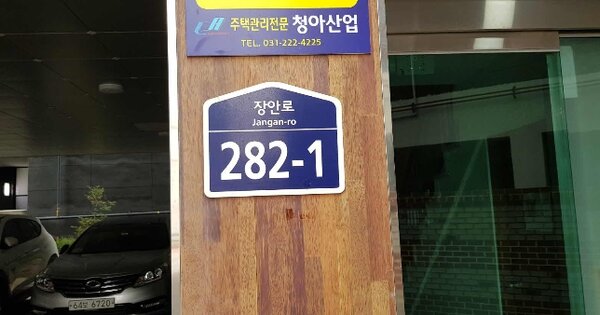 주택관리전문 청아산업
TEL. 031-222-4225
장안로
Jangan-ro
282-1
6720